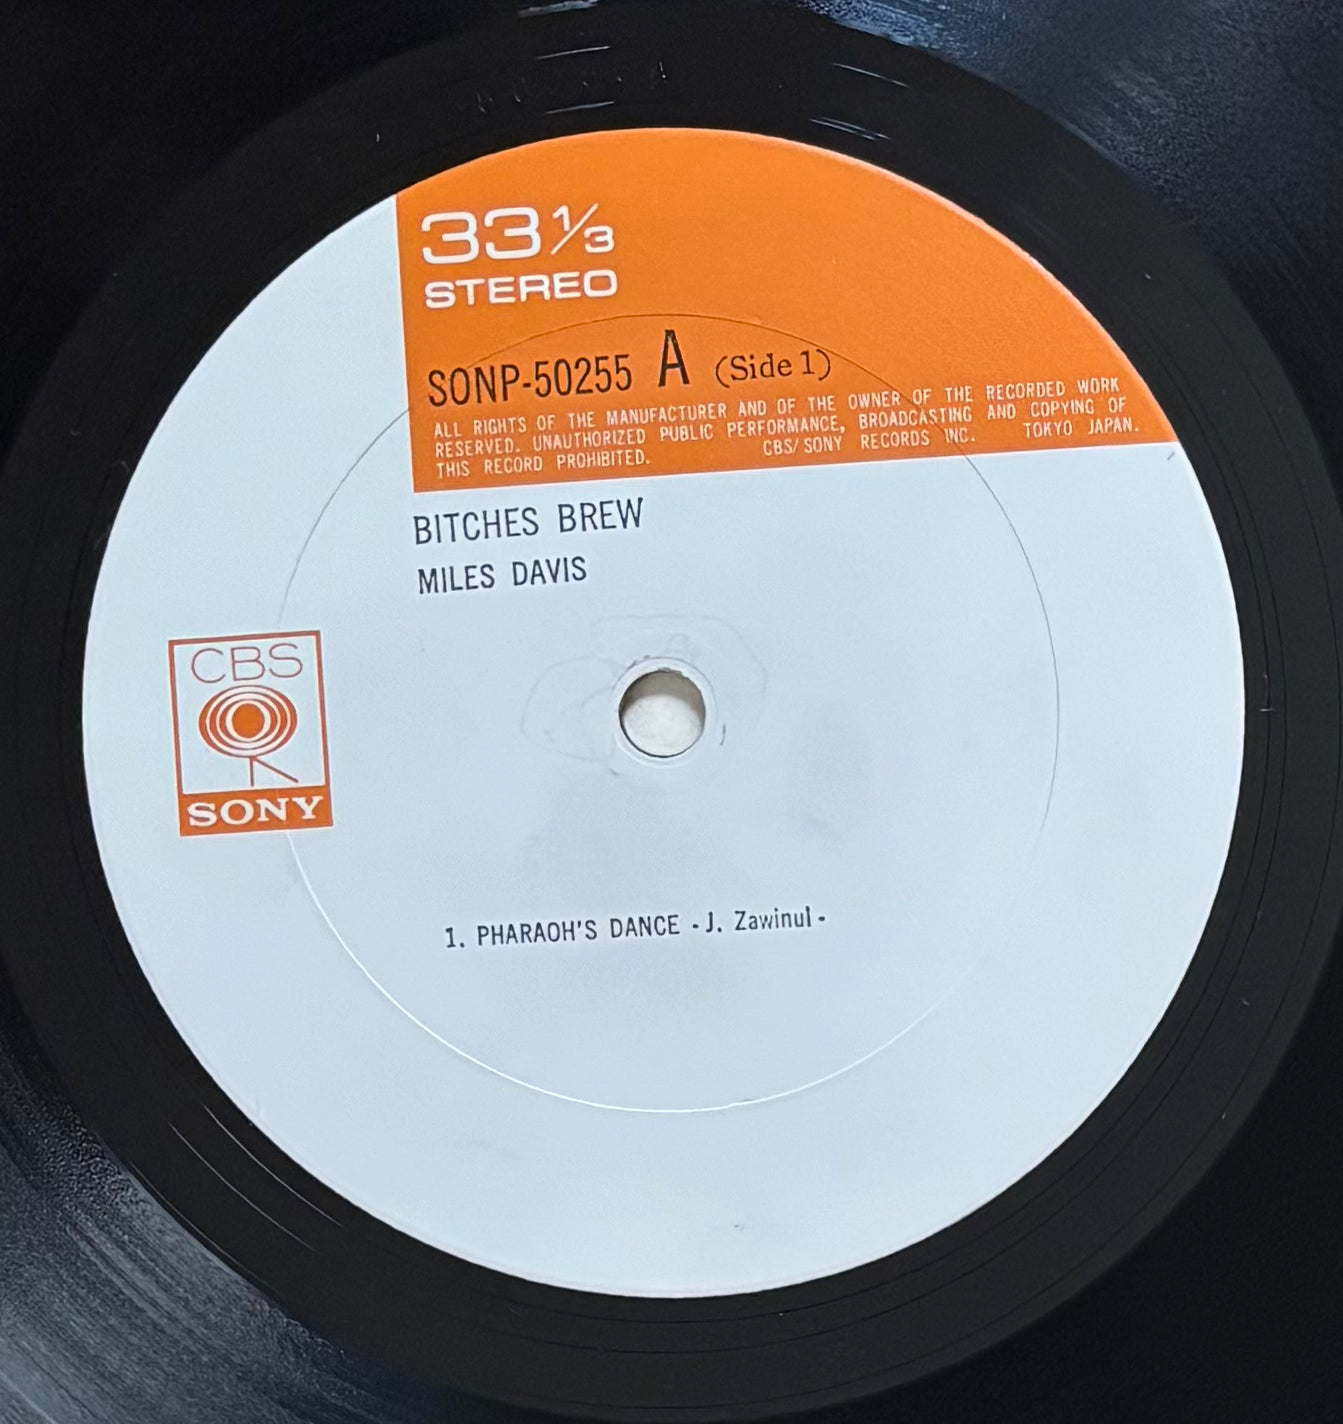 33 1/3
STEREO
SONP-50255 A (Side 1)
ALL RIGHTS OF THE MANUFACTURER AND OF THE OWNER OF THE RECORDED WORK
RESERVED. UNAUTHORIZED PUBLIC PERFORMANCE, BROADCASTING AND COPYING OF
THIS RECORD PROHIBITED. CBS/SONY RECORDS INC. TOKYO JAPAN.
BITCHES BREW
MILES DAVIS
CBS
SONY
1. PHARAOH'S DANCE - J. Zawinul -